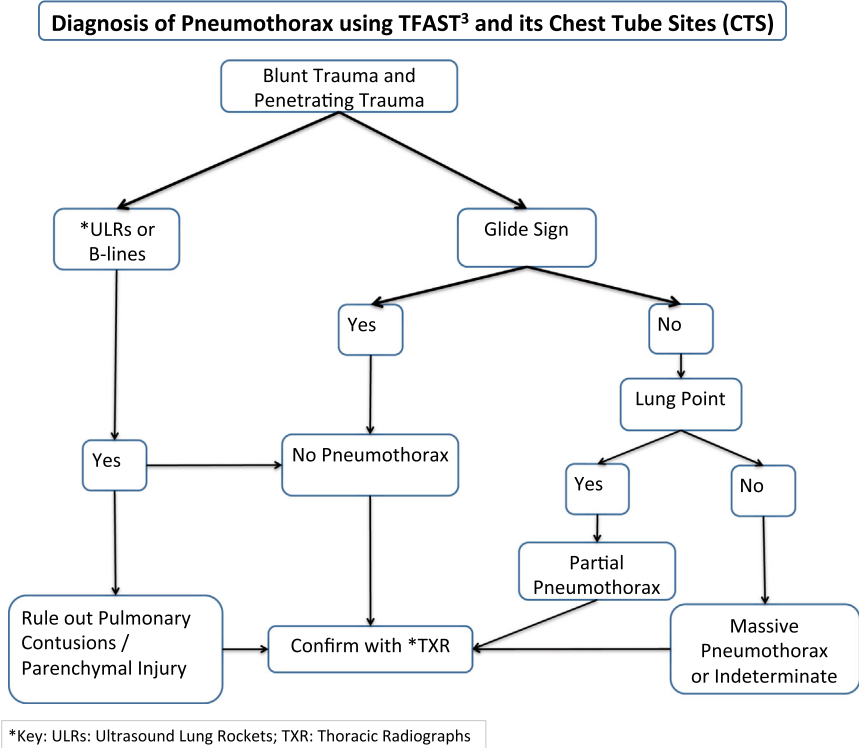 Diagnosis of Pneumothorax using TFAST³ and its Chest Tube Sites (CTS)
Blunt Trauma and
Penetrating Trauma
*ULRs or
B-lines
Glide Sign
Yes
No
Lung Point
Yes
No Pneumothorax
Yes
No
Partial
Pneumothorax
Rule out Pulmonary
Contusions /
Parenchymal Injury
Confirm with *TXR
Massive
Pneumothorax
or Indeterminate
*Key: ULRs: Ultrasound Lung Rockets; TXR: Thoracic Radiographs